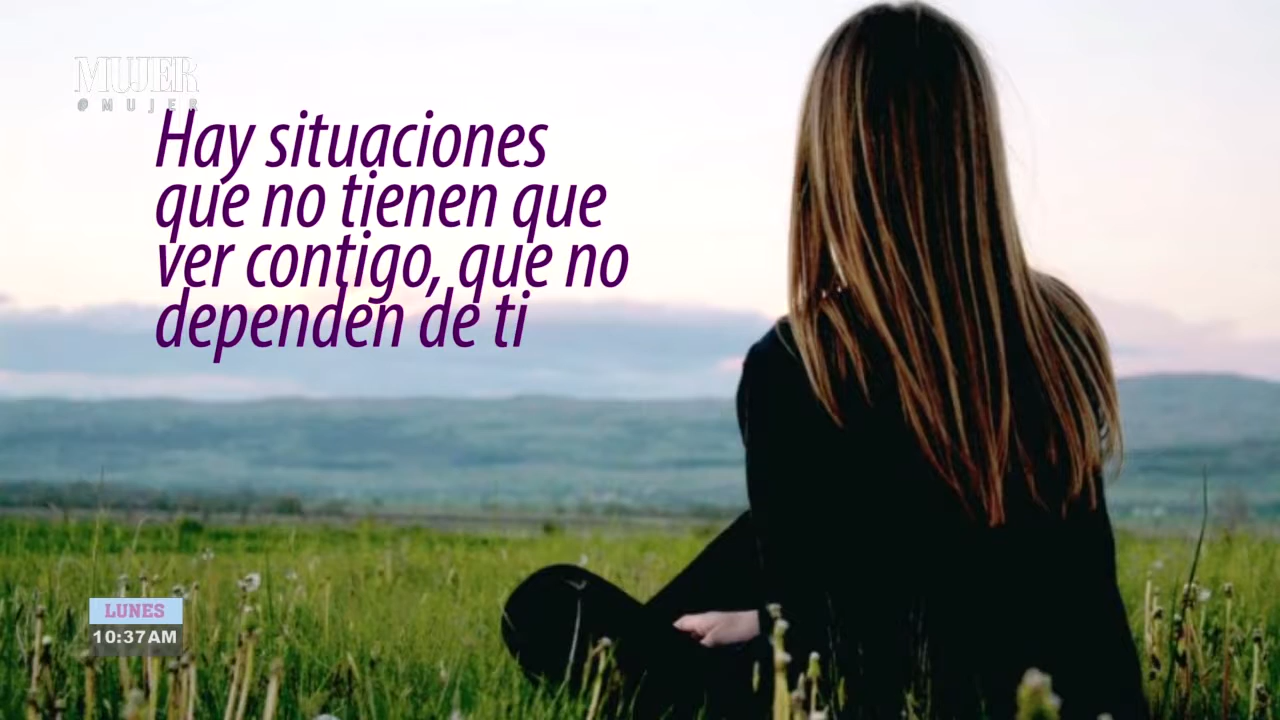 MUJER
@MUJER
Hay situaciones
que no tienen que
ver contigo, que no
dependen de ti
LUNES
10:37AM